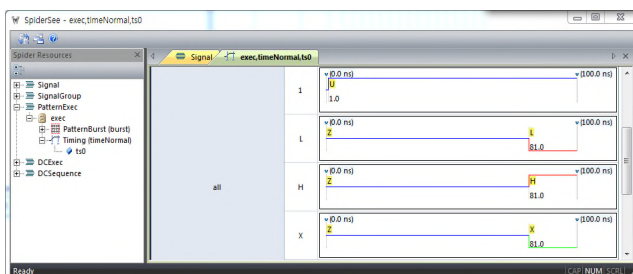 SpiderSee - exec,timeNormal,ts0
Spider Resources
Signal
exec,timeNormal,ts0
Signal
SignalGroup
PatternExec
exec
PatternBurst (burst)
Timing (timeNormal)
ts0
DCExec
DCSequence
all
1
(0.0 ns)
(100.0 ns)
U
1.0
L
(0.0 ns)
(100.0 ns)
Z
L
81.0
H
(0.0 ns)
(100.0 ns)
Z
H
81.0
X
(0.0 ns)
(100.0 ns)
Z
X
81.0
Ready
CAP NUM SCRL